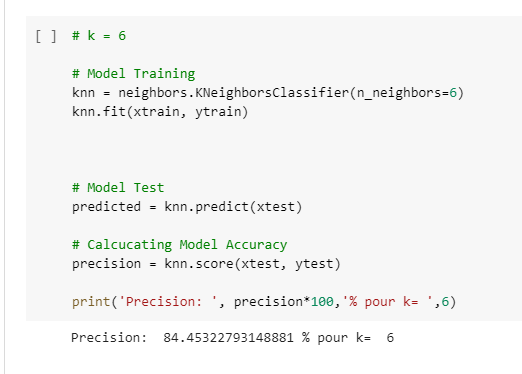 [ ] # k = 6
# Model Training
knn = neighbors.KNeighborsClassifier(n_neighbors=6)
knn.fit(xtrain, ytrain)
# Model Test
predicted = knn.predict(xtest)
# Calcucating Model Accuracy
precision = knn.score(xtest, ytest)
print('Precision: ', precision*100,'% pour k= ',6)
Precision:  84.45322793148881 % pour k=  6